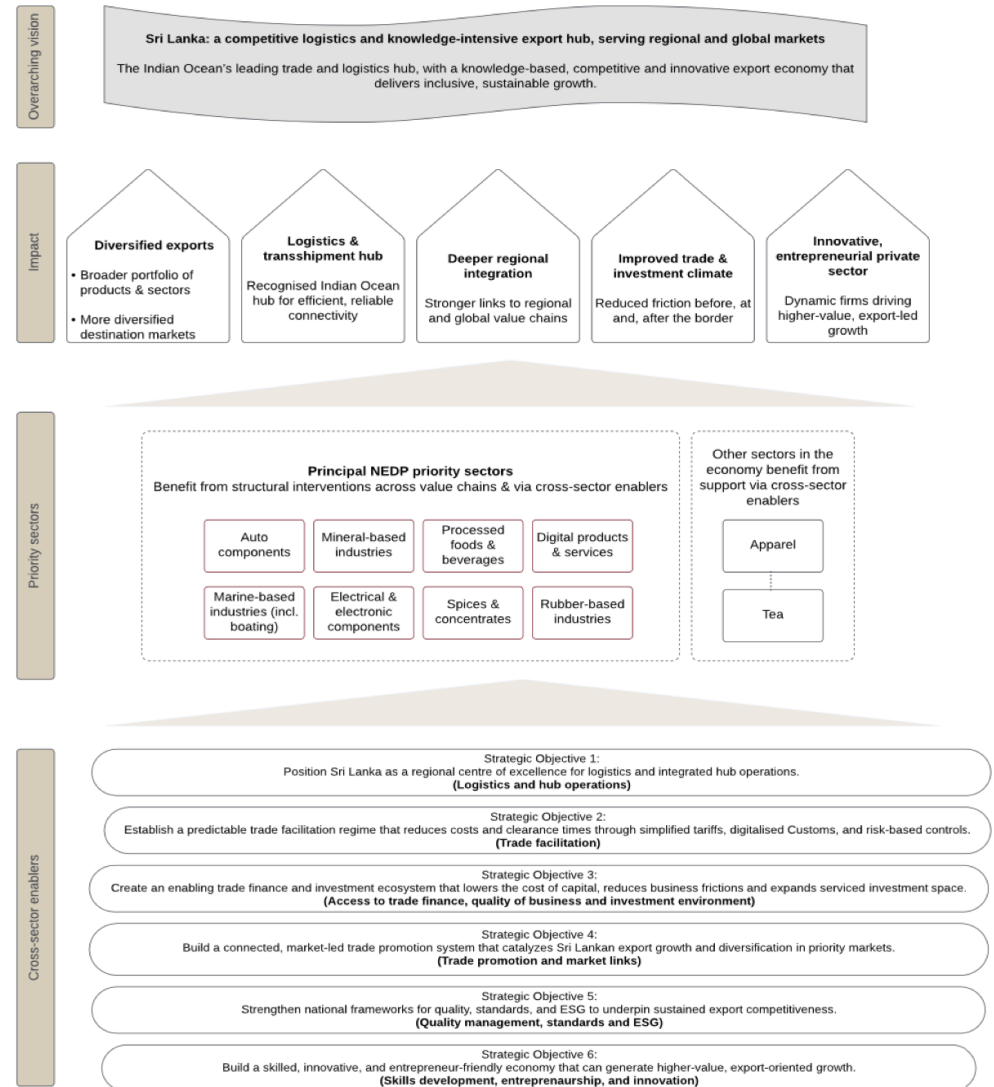 Overarching vision
Sri Lanka: a competitive logistics and knowledge-intensive export hub, serving regional and global markets
The Indian Ocean's leading trade and logistics hub, with a knowledge-based, competitive and innovative export economy that
delivers inclusive, sustainable growth.
Impact
Diversified exports
• Broader portfolio of
products & sectors
• More diversified
destination markets
Logistics &
transshipment hub
Recognised Indian Ocean
hub for efficient, reliable
connectivity
Deeper regional
integration
Stronger links to regional
and global value chains
Improved trade &
investment climate
Reduced friction before, at
and, after the border
Innovative,
entrepreneurial private
sector
Dynamic firms driving
higher-value, export-led
growth
Priority sectors
Principal NEDP priority sectors
Benefit from structural interventions across value chains & via cross-sector enablers
Auto
components
Mineral-based
industries
Processed
foods &
beverages
Digital products
& services
Marine-based
industries (incl.
boating)
Electrical &
electronic
components
Spices &
concentrates
Rubber-based
industries
Other sectors in the
economy benefit from
support via cross-sector
enablers
Apparel
Tea
Cross-sector enablers
Strategic Objective 1:
Position Sri Lanka as a regional centre of excellence for logistics and integrated hub operations.
(Logistics and hub operations)
Strategic Objective 2:
Establish a predictable trade facilitation regime that reduces costs and clearance times through simplified tariffs, digitalised Customs, and risk-based controls.
(Trade facilitation)
Strategic Objective 3:
Create an enabling trade finance and investment ecosystem that lowers the cost of capital, reduces business frictions and expands serviced investment space.
(Access to trade finance, quality of business and investment environment)
Strategic Objective 4:
Build a connected, market-led trade promotion system that catalyzes Sri Lankan export growth and diversification in priority markets.
(Trade promotion and market links)
Strategic Objective 5:
Strengthen national frameworks for quality, standards, and ESG to underpin sustained export competitiveness.
(Quality management, standards and ESG)
Strategic Objective 6:
Build a skilled, innovative, and entrepreneur-friendly economy that can generate higher-value, export-oriented growth.
(Skills development, entreprenaurship, and innovation)